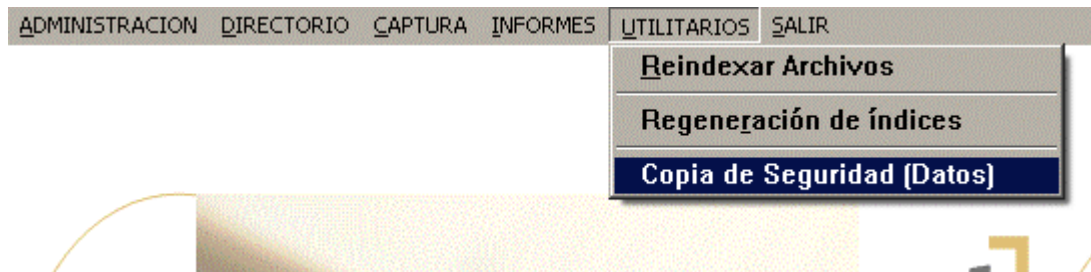 ADMINISTRACION DIRECTORIO CAPTURA INFORMES UTILITARIOS SALIR
Reindexar Archivos
Regeneración de índices
Copia de Seguridad (Datos)